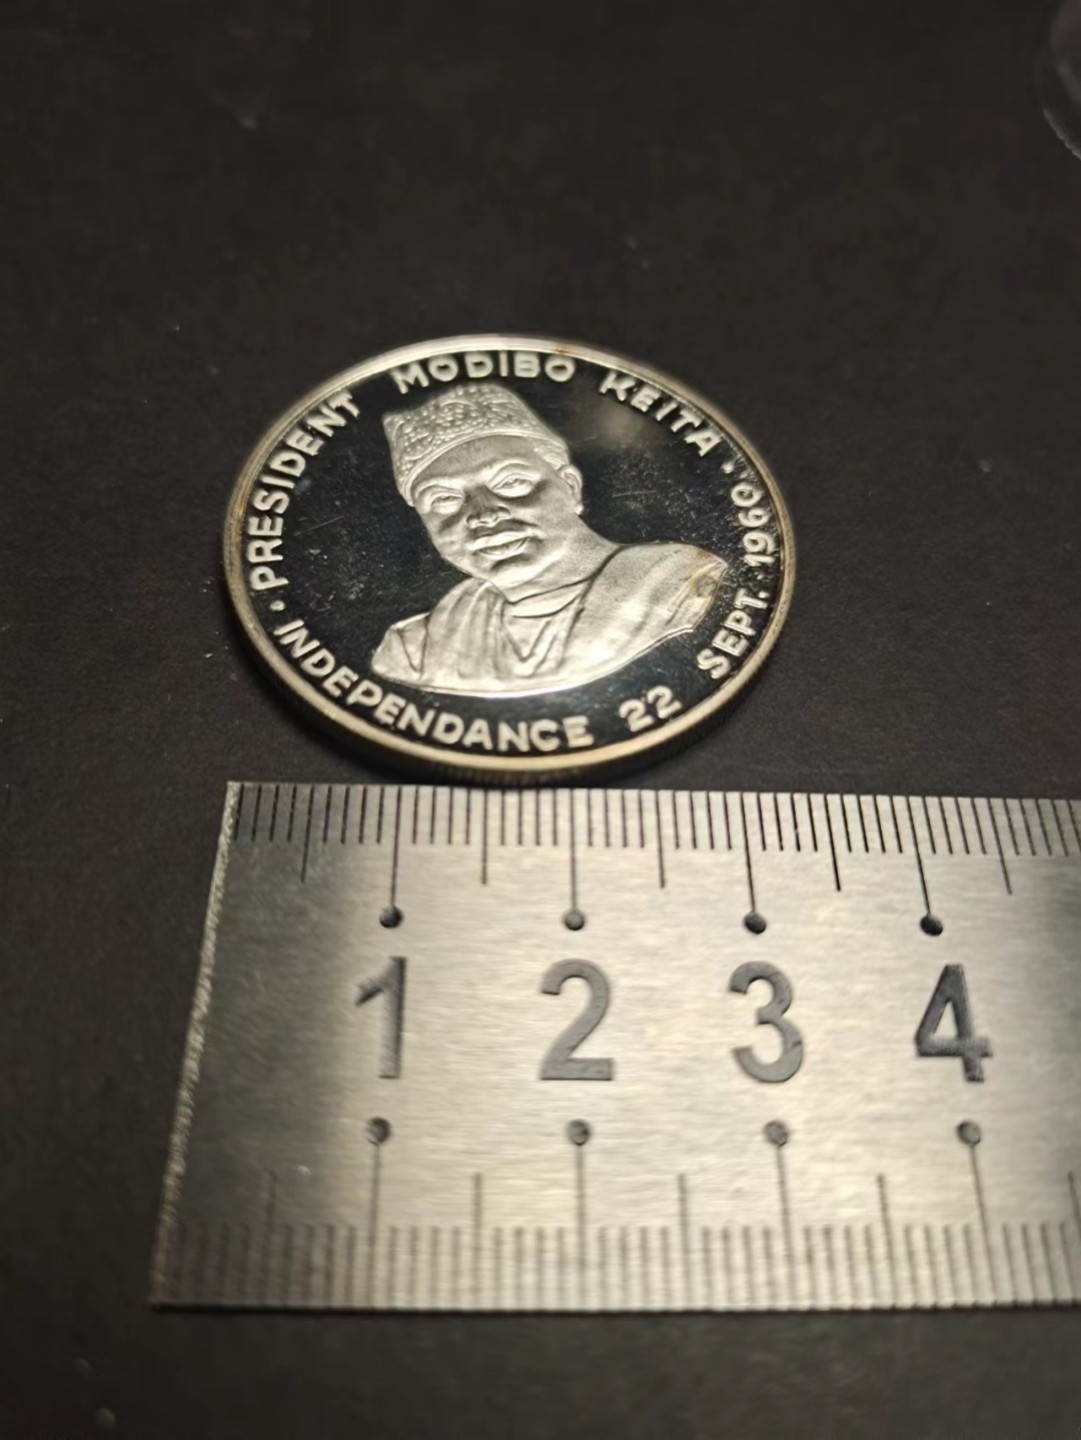 • PRESIDENT MODIBO KEITA •
INDEPENDANCE 22 SEPT. 1960
1 2 3 4